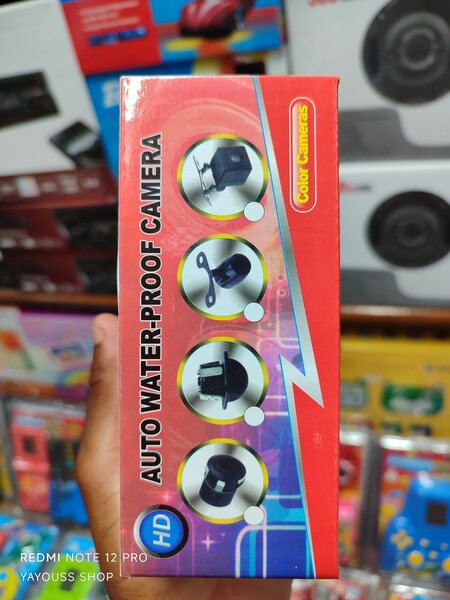 HD
AUTO WATER-PROOF CAMERA
Color Cameras
REDMI NOTE 12 PRO
YAYOUSS SHOP